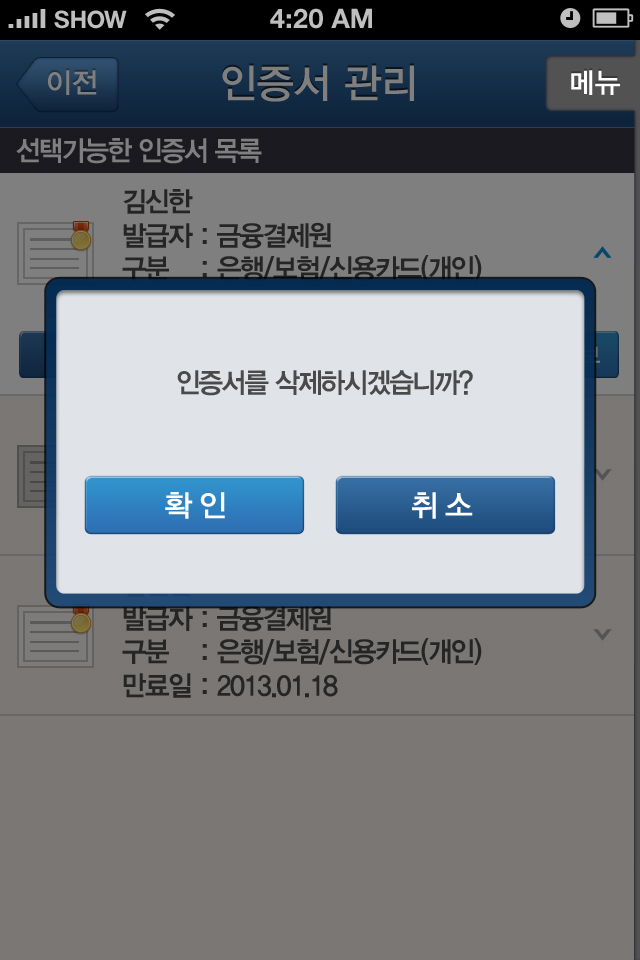 SHOW 4:20 AM
이전 인증서 관리 메뉴
선택가능한 인증서 목록
김신한
발급자 : 금융결제원
구분 : 은행/보험/신용카드(개인)
인증서를 삭제하시겠습니까?
확인 취소
발급자 : 금융결제원
구분 : 은행/보험/신용카드(개인)
만료일 : 2013.01.18